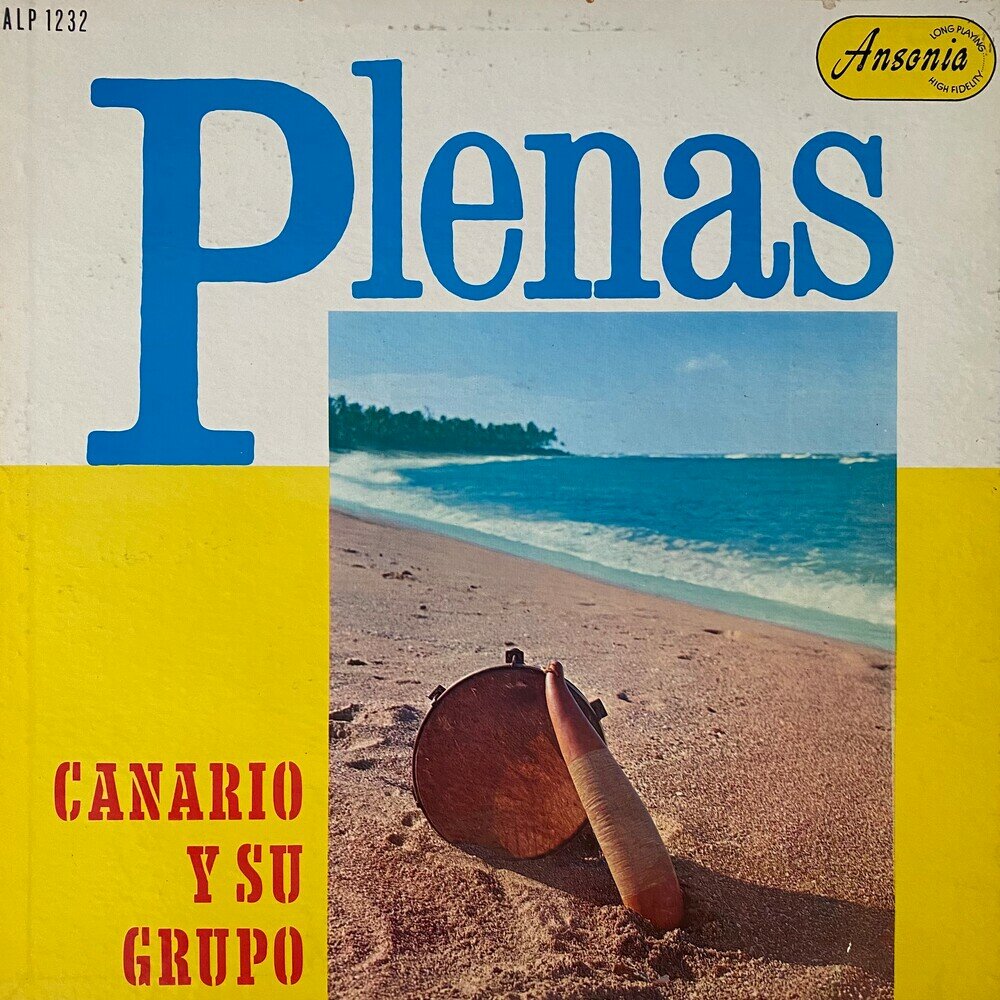 ALP 1232
Ansonia
LONG PLAYING
HIGH FIDELITY
Plenas
CANARIO
Y SU
GRUPO